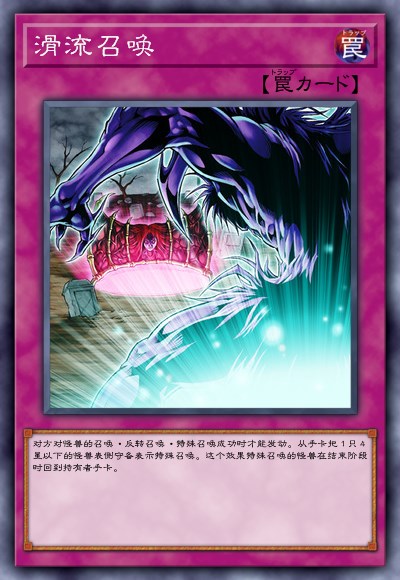 滑流召唤
トラップ
罠
トラップ
【罠カード】
对方对怪兽的召唤·反转召唤·特殊召唤成功时才能发动。从手卡把1只4
星以下的怪兽表侧守备表示特殊召唤。这个效果特殊召唤的怪兽在结束阶段
时回到持有者手卡。